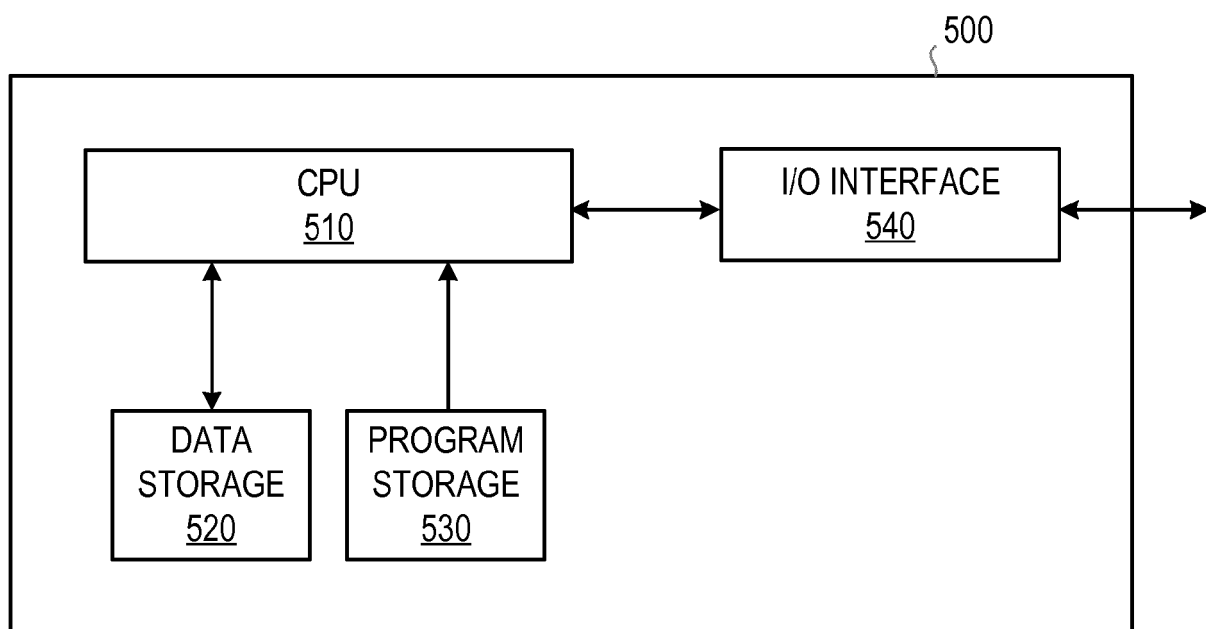 500
CPU
510
I/O INTERFACE
540
DATA
STORAGE
520
PROGRAM
STORAGE
530